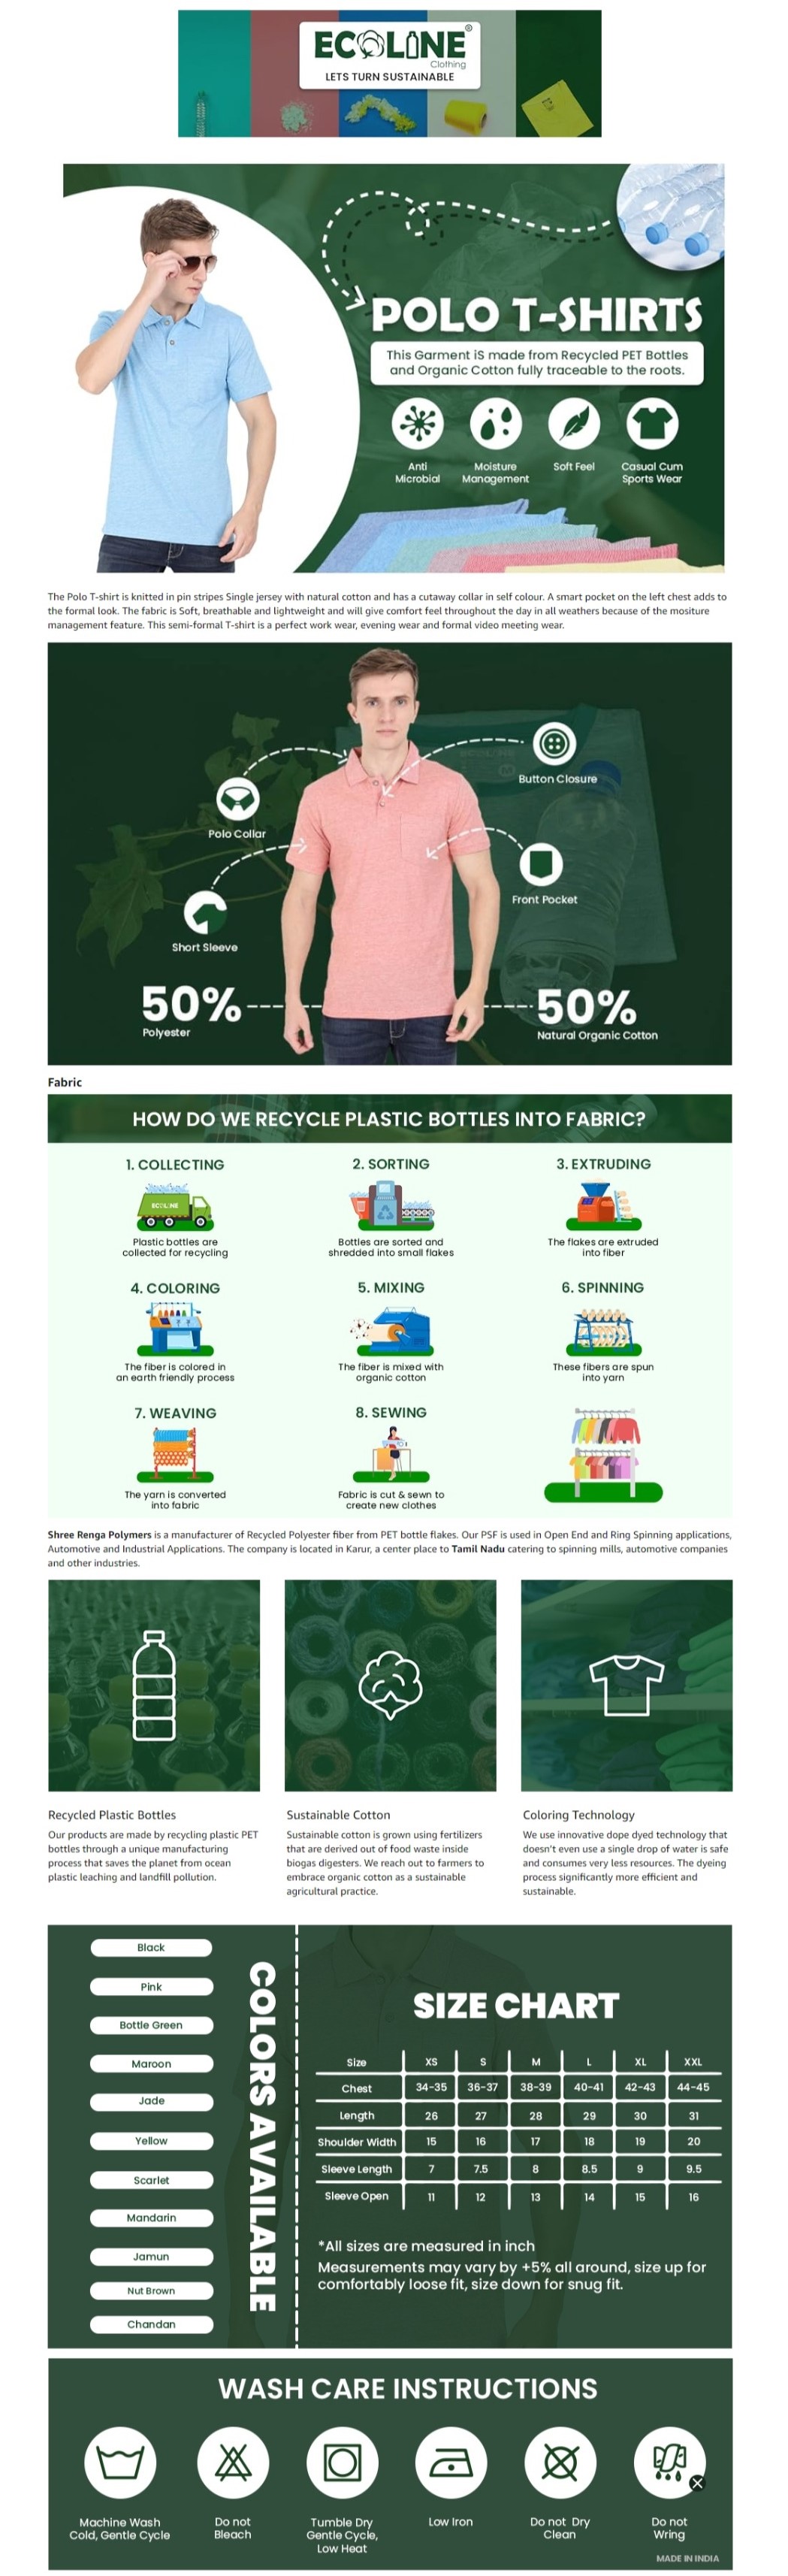 ECOLINE®
Clothing
LETS TURN SUSTAINABLE
POLO T-SHIRTS
This Garment iS made from Recycled PET Bottles
and Organic Cotton fully traceable to the roots.
Anti
Microbial
Moisture
Management
Soft Feel
Casual Cum
Sports Wear
The Polo T-shirt is knitted in pin stripes Single jersey with natural cotton and has a cutaway collar in self colour. A smart pocket on the left chest adds to
the formal look. The fabric is Soft, breathable and lightweight and will give comfort feel throughout the day in all weathers because of the mositure
management feature. This semi-formal T-shirt is a perfect work wear, evening wear and formal video meeting wear.
Button Closure
Polo Collar
Front Pocket
Short Sleeve
50%
Polyester
50%
Natural Organic Cotton
Fabric
HOW DO WE RECYCLE PLASTIC BOTTLES INTO FABRIC?
1. COLLECTING
ECOLINE
Plastic bottles are
collected for recycling
2. SORTING
Bottles are sorted and
shredded into small flakes
3. EXTRUDING
The flakes are extruded
into fiber
4. COLORING
The fiber is colored in
an earth friendly process
5. MIXING
The fiber is mixed with
organic cotton
6. SPINNING
These fibers are spun
into yarn
7. WEAVING
The yarn is converted
into fabric
8. SEWING
Fabric is cut & sewn to
create new clothes
Shree Renga Polymers is a manufacturer of Recycled Polyester fiber from PET bottle flakes. Our PSF is used in Open End and Ring Spinning applications,
Automotive and Industrial Applications. The company is located in Karur, a center place to Tamil Nadu catering to spinning mills, automotive companies
and other industries.
Recycled Plastic Bottles
Our products are made by recycling plastic PET
bottles through a unique manufacturing
process that saves the planet from ocean
plastic leaching and landfill pollution.
Sustainable Cotton
Sustainable cotton is grown using fertilizers
that are derived out of food waste inside
biogas digesters. We reach out to farmers to
embrace organic cotton as a sustainable
agricultural practice.
Coloring Technology
We use innovative dope dyed technology that
doesn't even use a single drop of water is safe
and consumes very less resources. The dyeing
process significantly more efficient and
sustainable.
Black
Pink
Bottle Green
Maroon
Jade
Yellow
Scarlet
Mandarin
Jamun
Nut Brown
Chandan
COLORS AVAILABLE
SIZE CHART
Size XS S M L XL XXL
Chest 34-35 36-37 38-39 40-41 42-43 44-45
Length 26 27 28 29 30 31
Shoulder Width 15 16 17 18 19 20
Sleeve Length 7 7.5 8 8.5 9 9.5
Sleeve Open 11 12 13 14 15 16
*All sizes are measured in inch
Measurements may vary by +5% all around, size up for
comfortably loose fit, size down for snug fit.
WASH CARE INSTRUCTIONS
Machine Wash
Cold, Gentle Cycle
Do not
Bleach
Tumble Dry
Gentle Cycle,
Low Heat
Low Iron
Do not Dry
Clean
Do not
Wring
MADE IN INDIA